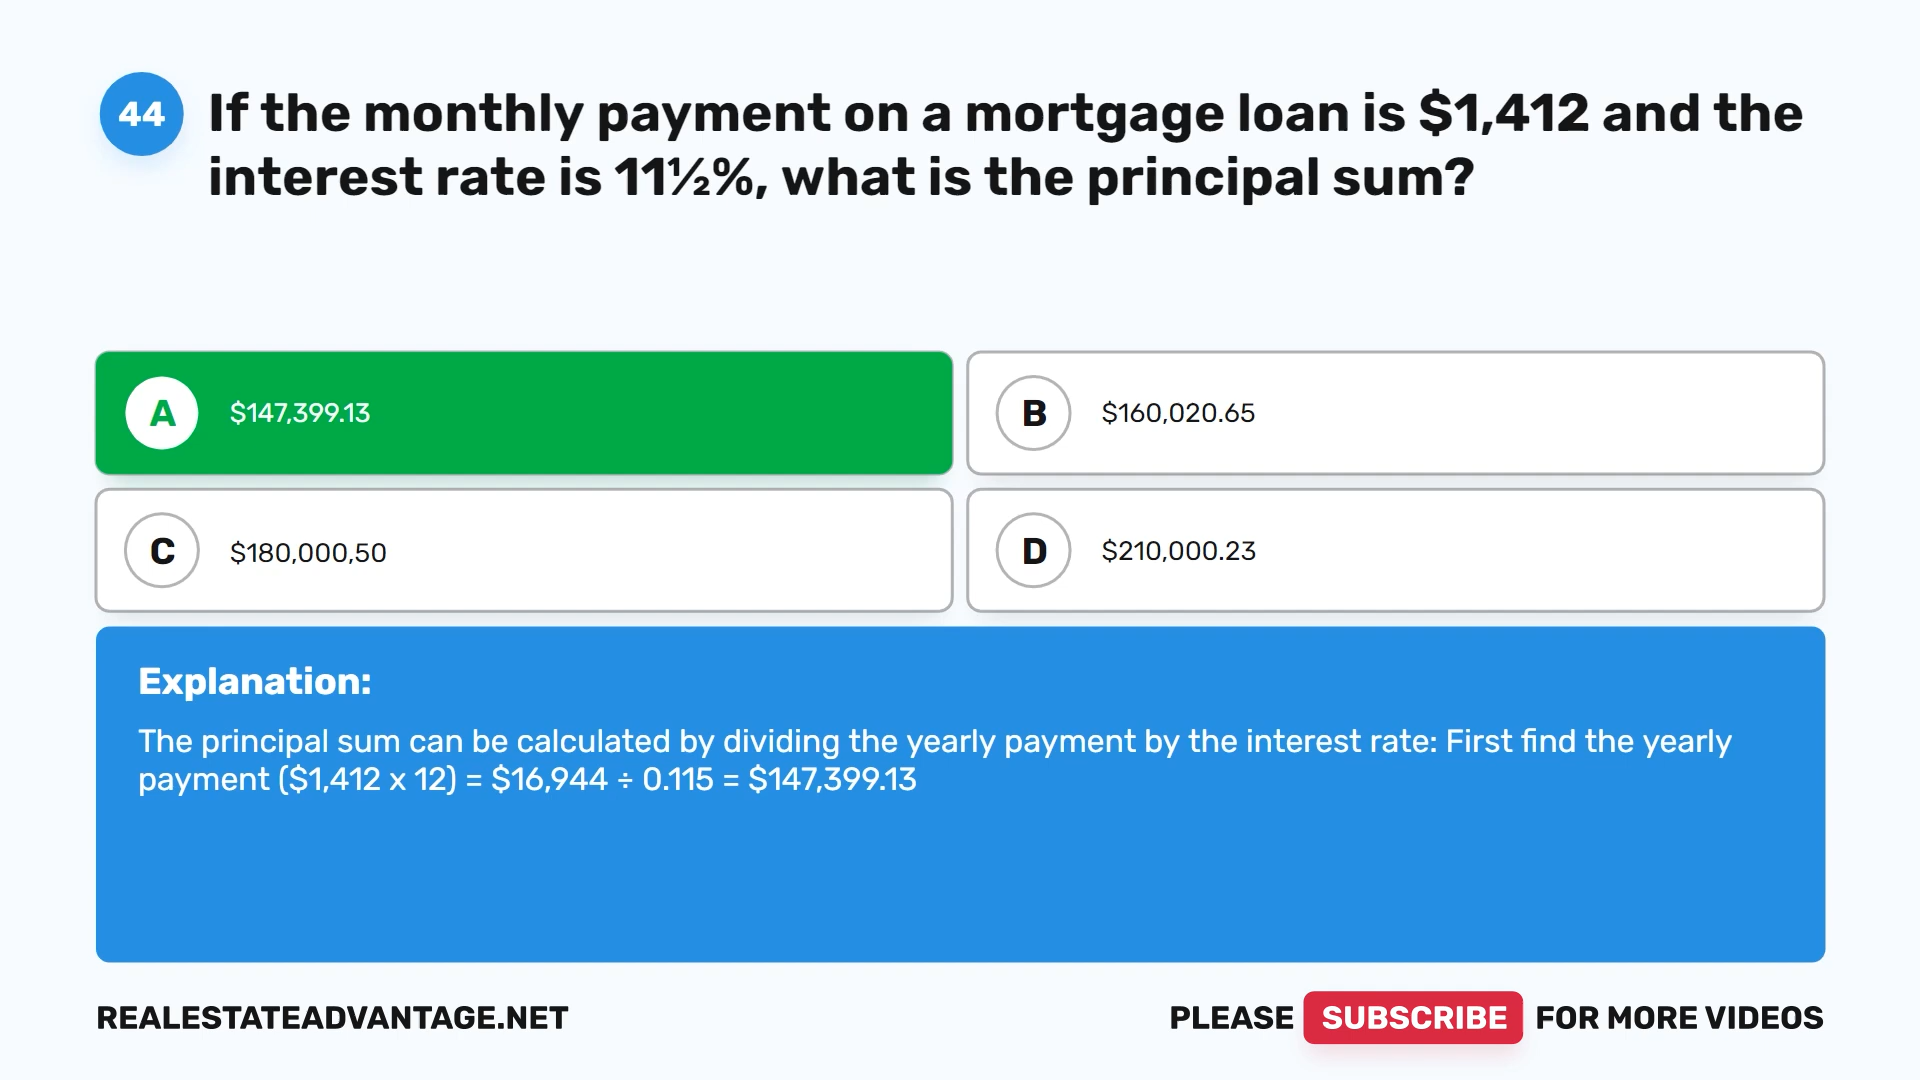 44
If the monthly payment on a mortgage loan is $1,412 and the
interest rate is 11½%, what is the principal sum?
A $147,399.13
B $160,020.65
C $180,000,50
D $210,000.23
Explanation:
The principal sum can be calculated by dividing the yearly payment by the interest rate: First find the yearly
payment ($1,412 x 12) = $16,944 ÷ 0.115 = $147,399.13
REALESTATEADVANTAGE.NET
PLEASE SUBSCRIBE FOR MORE VIDEOS